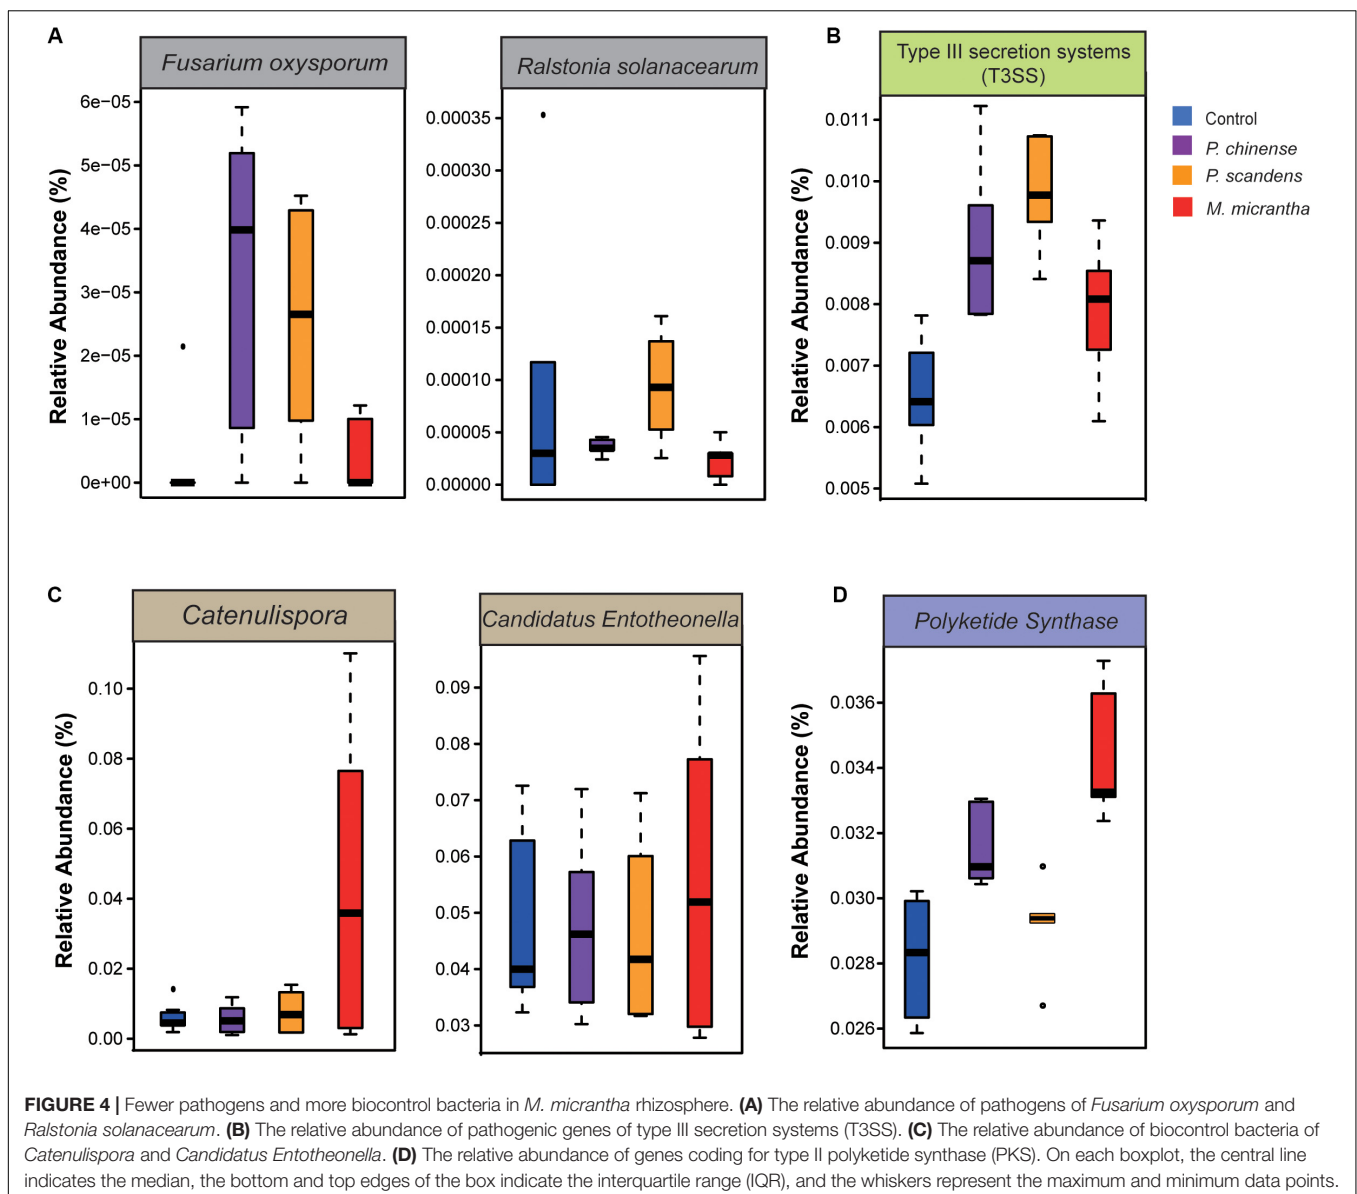 A
Fusarium oxysporum
Relative Abundance (%)
6e−05
5e−05
4e−05
3e−05
2e−05
1e−05
0e+00
Ralstonia solanacearum
0.00035
0.00030
0.00025
0.00020
0.00015
0.00010
0.00005
0.00000
B
Type III secretion systems
(T3SS)
Relative Abundance (%)
0.011
0.010
0.009
0.008
0.007
0.006
0.005
Control
P. chinense
P. scandens
M. micrantha
C
Catenulispora
Relative Abundance (%)
0.10
0.08
0.06
0.04
0.02
0.00
Candidatus Entotheonella
0.09
0.08
0.07
0.06
0.05
0.04
0.03
D
Polyketide Synthase
Relative Abundance (%)
0.036
0.034
0.032
0.030
0.028
0.026
FIGURE 4 | Fewer pathogens and more biocontrol bacteria in M. micrantha rhizosphere. (A) The relative abundance of pathogens of Fusarium oxysporum and
Ralstonia solanacearum. (B) The relative abundance of pathogenic genes of type III secretion systems (T3SS). (C) The relative abundance of biocontrol bacteria of
Catenulispora and Candidatus Entotheonella. (D) The relative abundance of genes coding for type II polyketide synthase (PKS). On each boxplot, the central line
indicates the median, the bottom and top edges of the box indicate the interquartile range (IQR), and the whiskers represent the maximum and minimum data points.